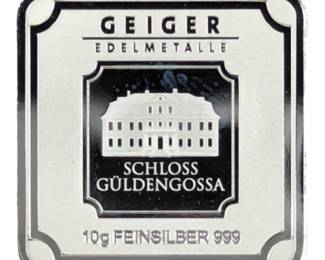 GEIGER
EDELMETALLE
SCHLOSS
GÜLDENGOSSA
10g FEINSILBER 999